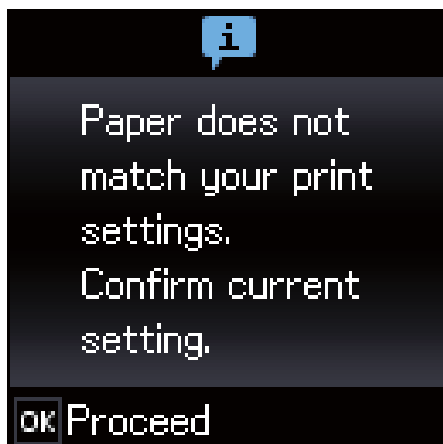 i
Paper does not
match your print
settings.
Confirm current
setting.
OK Proceed